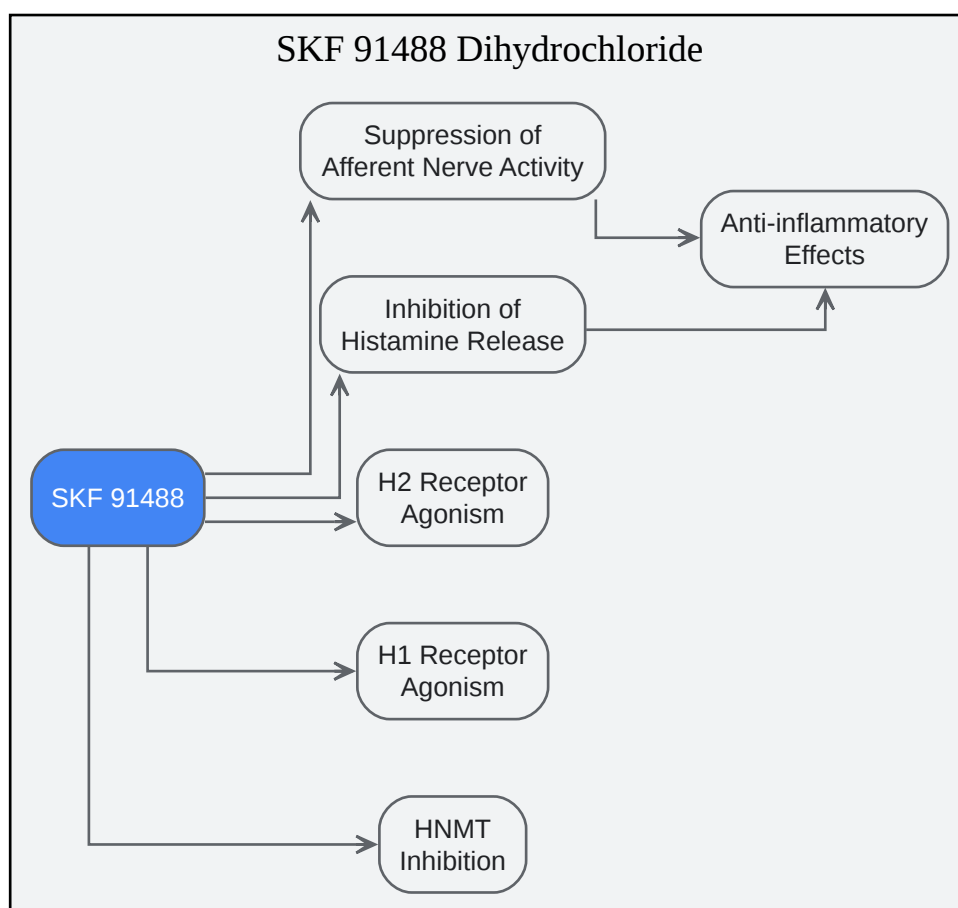 SKF 91488 Dihydrochloride
Suppression of
Afferent Nerve Activity
Anti-inflammatory
Effects
Inhibition of
Histamine Release
SKF 91488
H2 Receptor
Agonism
H1 Receptor
Agonism
HNMT
Inhibition